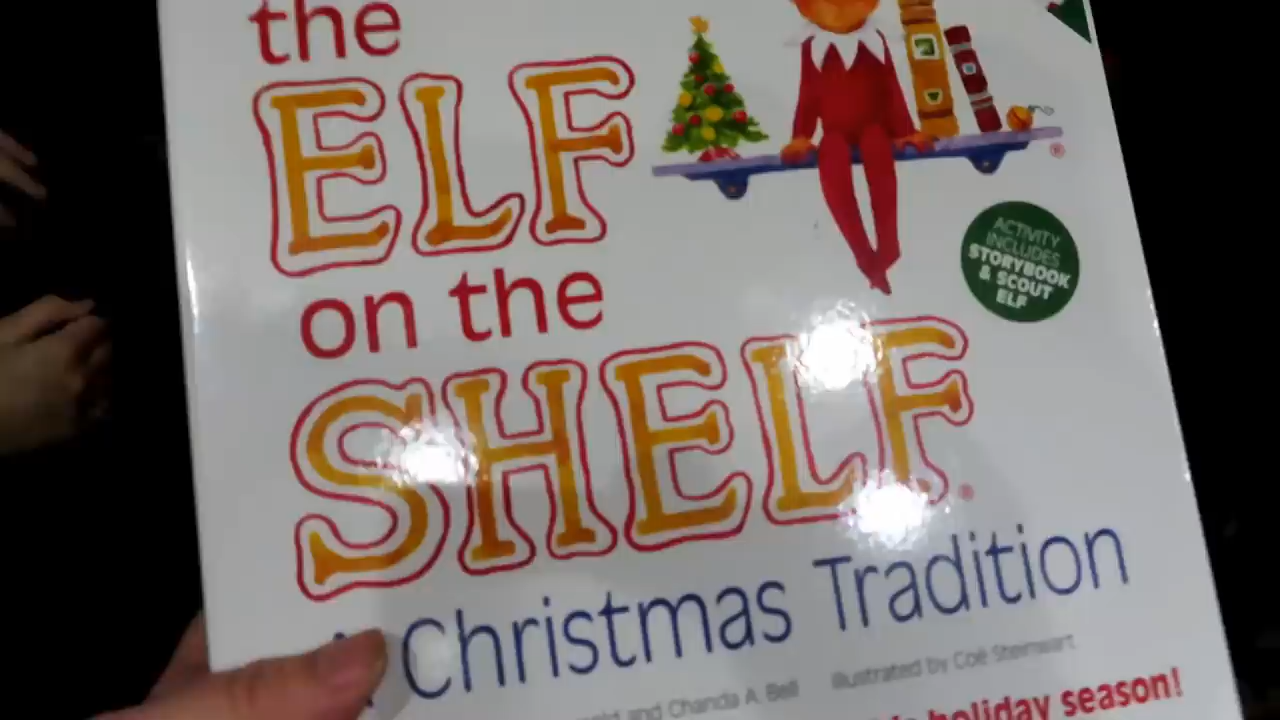 the
ELF
on the
SHELF®
Christmas Tradition
and Chanda A. Bell
illustrated by Coë Steinwart
holiday season!
®
ACTIVITY
INCLUDES
STORYBOOK
& SCOUT
ELF